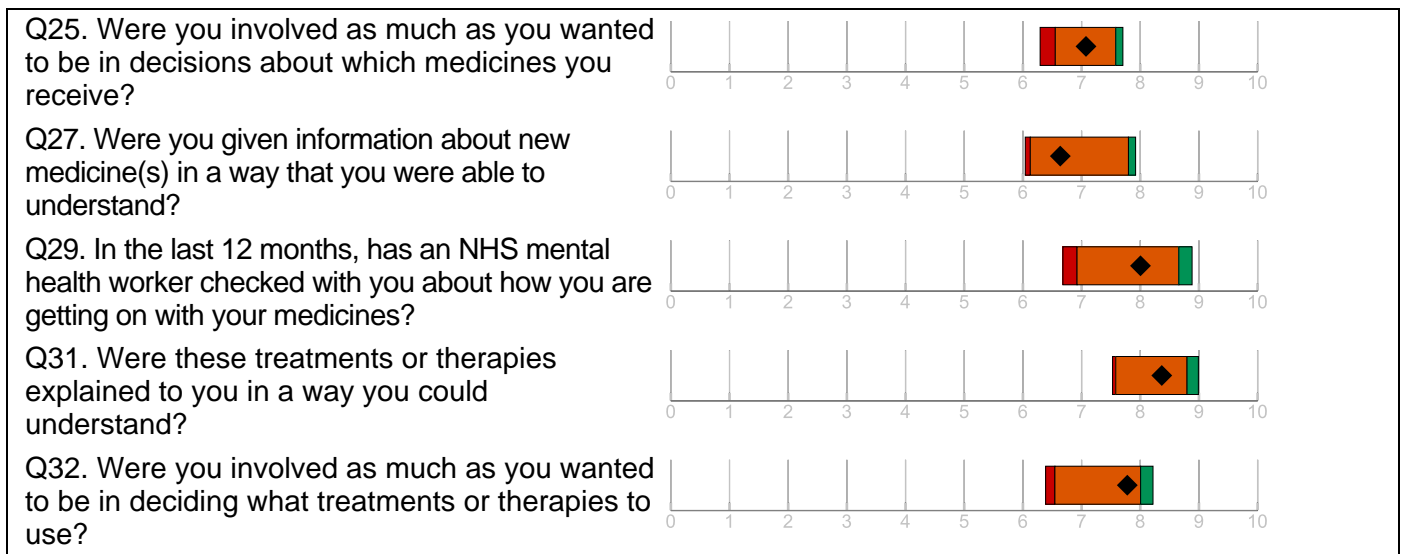 Q25. Were you involved as much as you wanted
to be in decisions about which medicines you
receive?
0 1 2 3 4 5 6 7 8 9 10
Q27. Were you given information about new
medicine(s) in a way that you were able to
understand?
0 1 2 3 4 5 6 7 8 9 10
Q29. In the last 12 months, has an NHS mental
health worker checked with you about how you are
getting on with your medicines?
0 1 2 3 4 5 6 7 8 9 10
Q31. Were these treatments or therapies
explained to you in a way you could
understand?
0 1 2 3 4 5 6 7 8 9 10
Q32. Were you involved as much as you wanted
to be in deciding what treatments or therapies to
use?
0 1 2 3 4 5 6 7 8 9 10